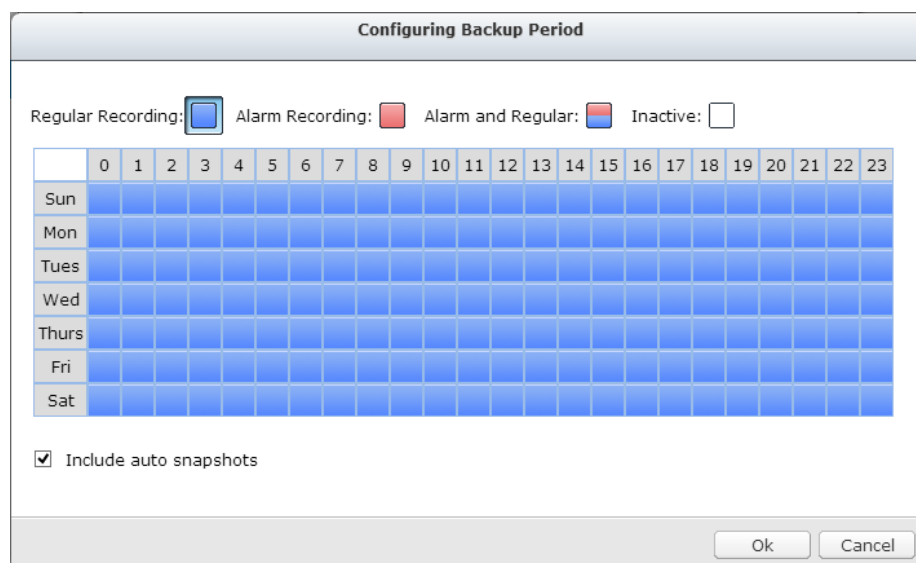 Configuring Backup Period
Regular Recording: Alarm Recording: Alarm and Regular: Inactive:
0 1 2 3 4 5 6 7 8 9 10 11 12 13 14 15 16 17 18 19 20 21 22 23
Sun
Mon
Tues
Wed
Thurs
Fri
Sat
Include auto snapshots
Ok Cancel